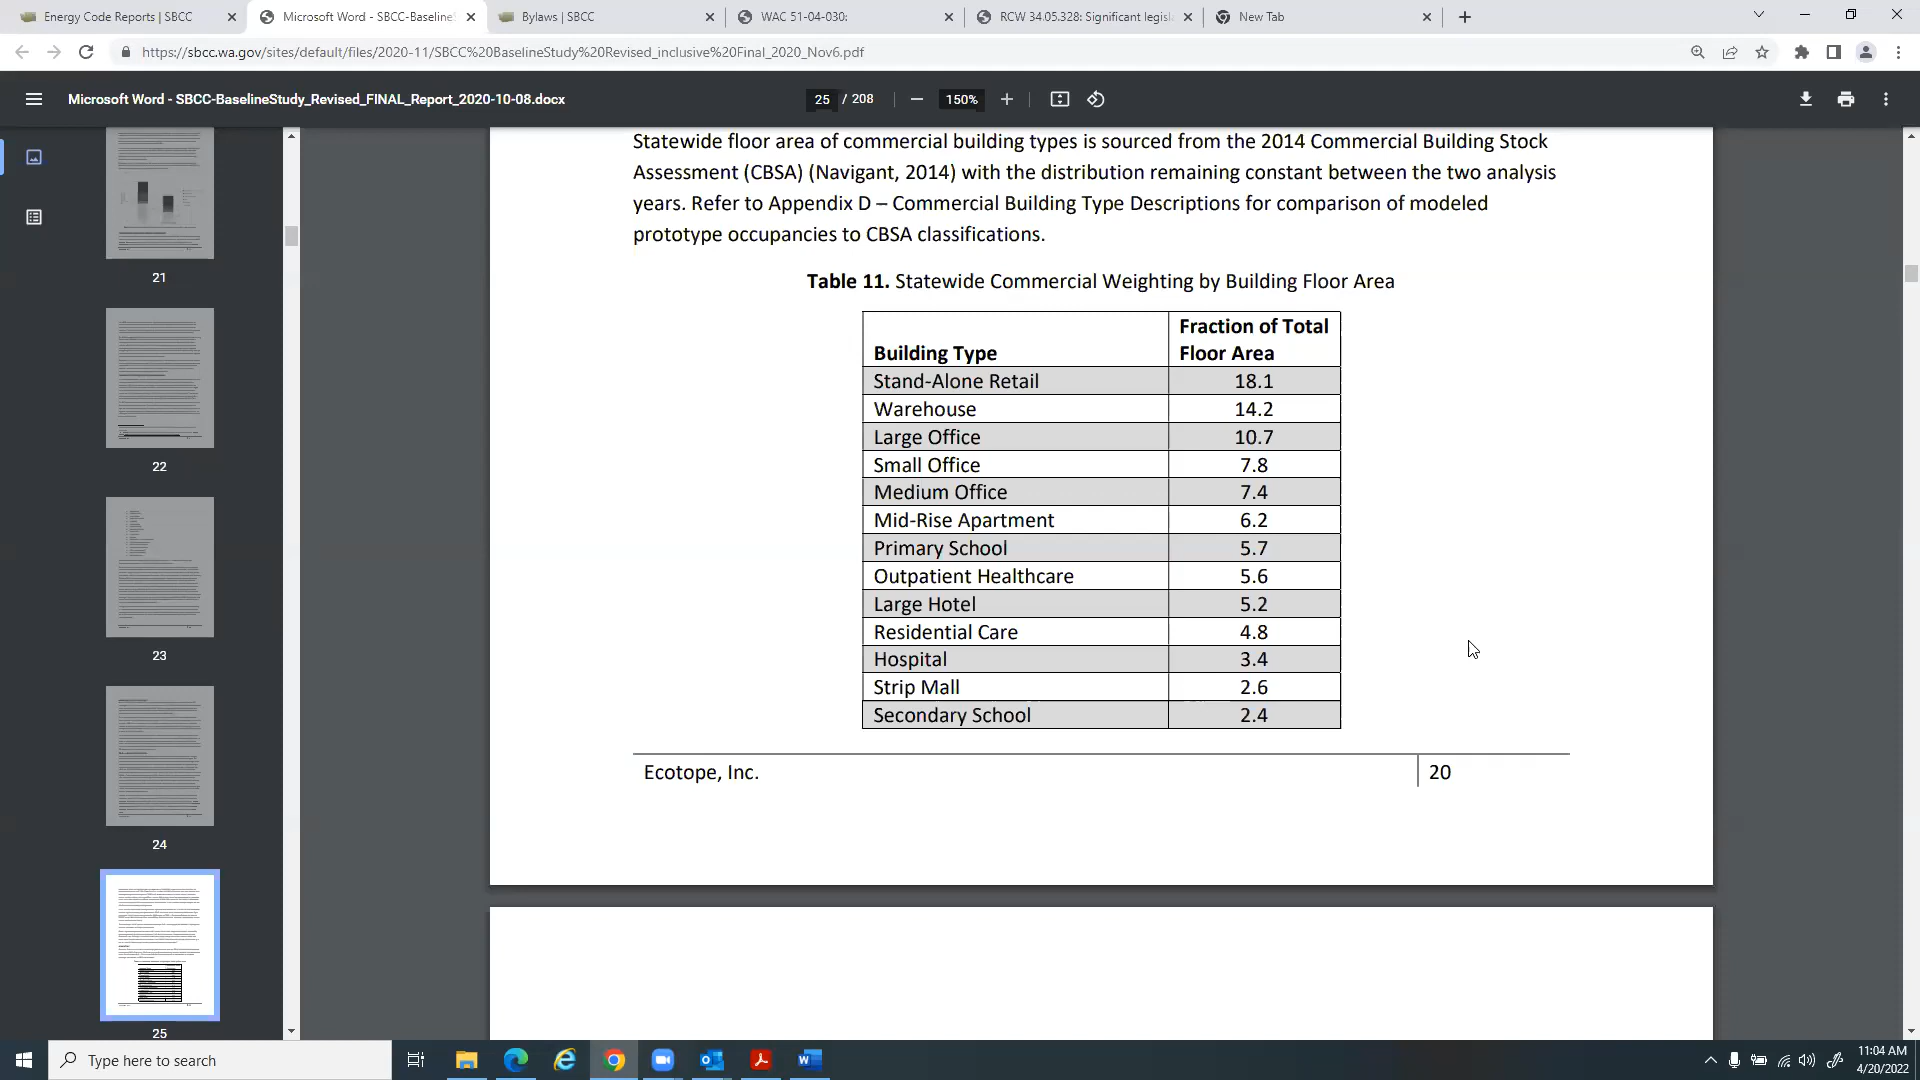 Energy Code Reports | SBCC
Microsoft Word - SBCC-Baseline
Bylaws | SBCC
WAC 51-04-030:
RCW 34.05.328: Significant legisl
New Tab
https://sbcc.wa.gov/sites/default/files/2020-11/SBCC%20BaselineStudy%20Revised_inclusive%20Final_2020_Nov6.pdf
Microsoft Word - SBCC-BaselineStudy_Revised_FINAL_Report_2020-10-08.docx
25 / 208
150%
21
22
23
24
25
Statewide floor area of commercial building types is sourced from the 2014 Commercial Building Stock
Assessment (CBSA) (Navigant, 2014) with the distribution remaining constant between the two analysis
years. Refer to Appendix D – Commercial Building Type Descriptions for comparison of modeled
prototype occupancies to CBSA classifications.
Table 11. Statewide Commercial Weighting by Building Floor Area
Building Type Fraction of Total Floor Area
Stand-Alone Retail 18.1
Warehouse 14.2
Large Office 10.7
Small Office 7.8
Medium Office 7.4
Mid-Rise Apartment 6.2
Primary School 5.7
Outpatient Healthcare 5.6
Large Hotel 5.2
Residential Care 4.8
Hospital 3.4
Strip Mall 2.6
Secondary School 2.4
Ecotope, Inc. 20
Type here to search
11:04 AM
4/20/2022